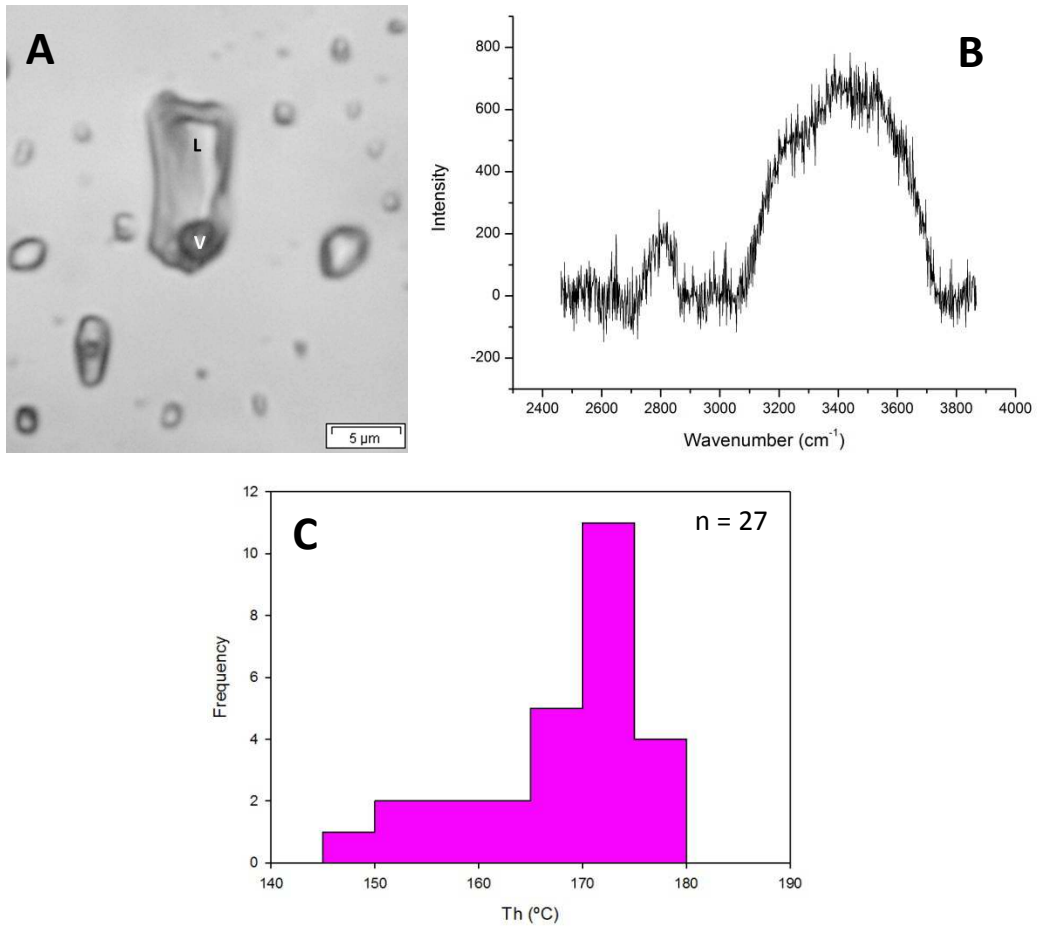 A
L
V
5 µm
B
800
600
400
200
0
-200
Intensity
2400 2600 2800 3000 3200 3400 3600 3800 4000
Wavenumber (cm⁻¹)
C
n = 27
12
10
8
6
4
2
0
Frequency
140 150 160 170 180 190
Th (ºC)